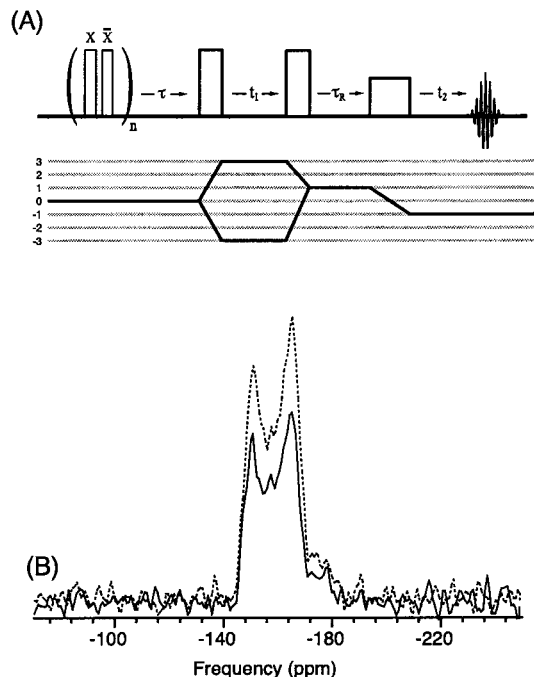 (A)
( X X̄ )n – τ → – t₁ → – τR → – t₂ →
3
2
1
0
-1
-2
-3
(B)
-100 -140 -180 -220
Frequency (ppm)